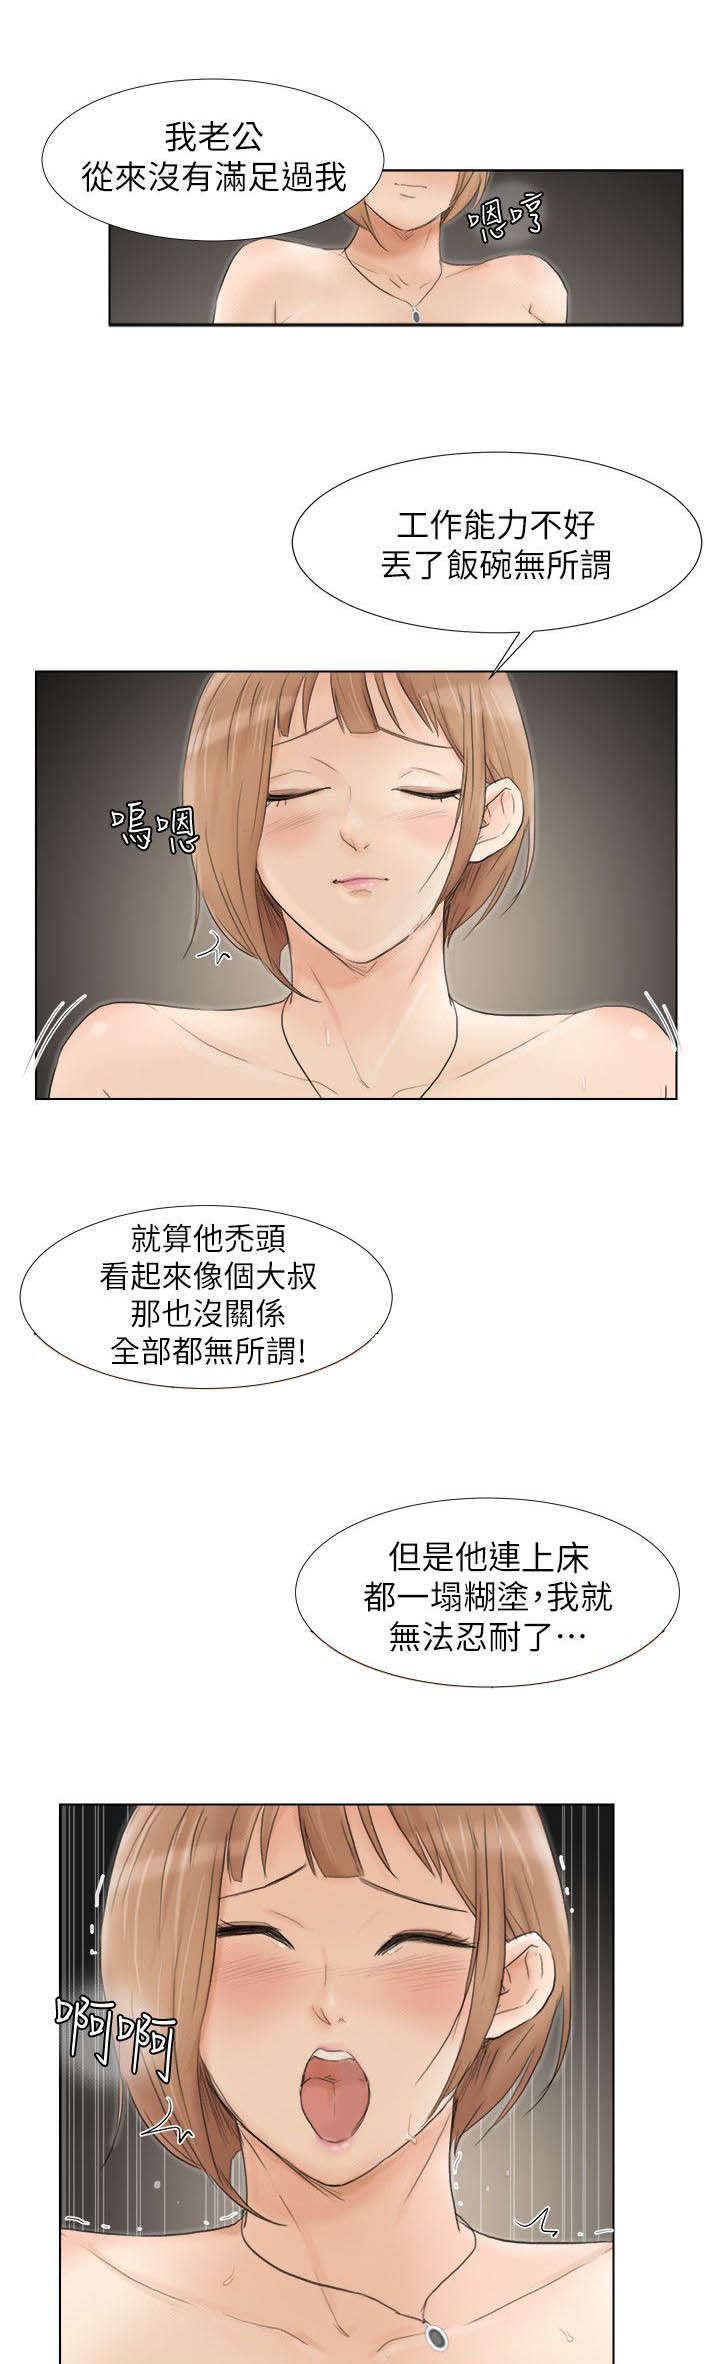 我老公
從來沒有滿足過我
嗯哼
工作能力不好
丟了飯碗無所謂
嗚嗯
就算他禿頭
看起來像個大叔
那也沒關係
全部都無所謂!
但是他連上床
都一塌糊塗,我就
無法忍耐了…
啊啊